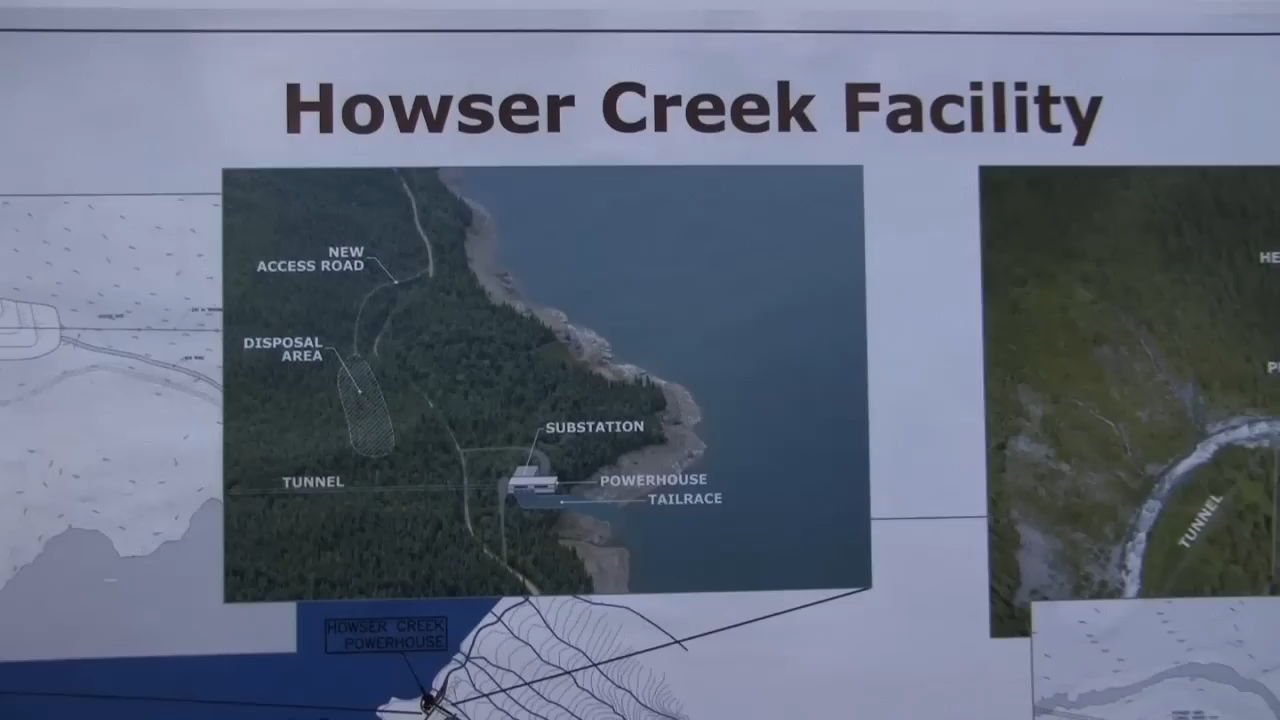 Howser Creek Facility
NEW
ACCESS ROAD
DISPOSAL
AREA
SUBSTATION
TUNNEL
POWERHOUSE
TAILRACE
TUNNEL
HOWSER CREEK
POWERHOUSE